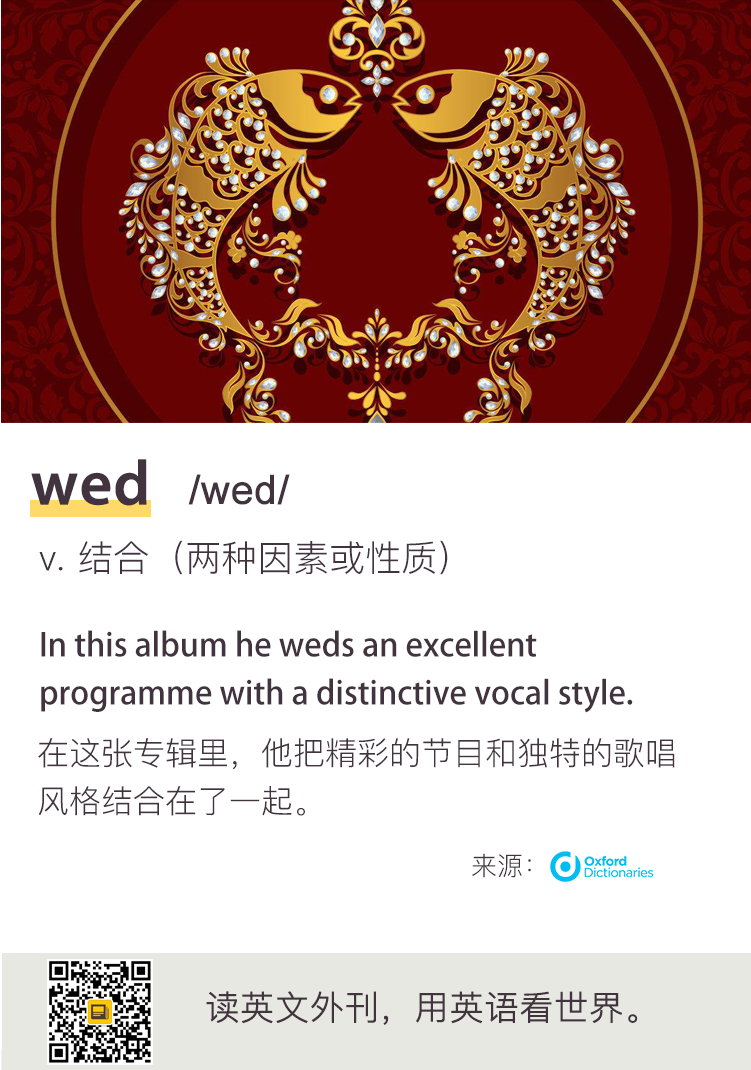 wed /wed/
v. 结合（两种因素或性质）
In this album he weds an excellent
programme with a distinctive vocal style.
在这张专辑里，他把精彩的节目和独特的歌唱
风格结合在了一起。
来源： Oxford
Dictionaries
读英文外刊，用英语看世界。